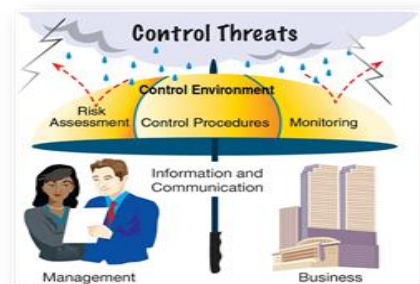 Control Threats
Control Environment
Risk
Assessment
Control Procedures
Monitoring
Information and
Communication
Management
Business